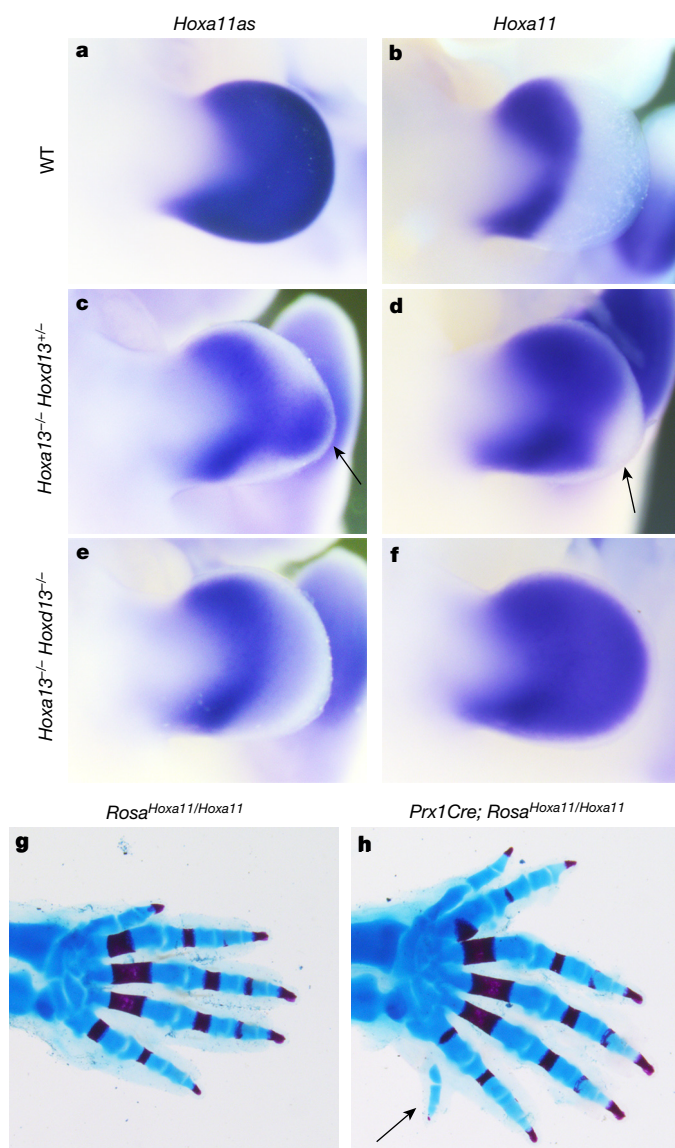 Hoxa11as Hoxa11
a b
WT
c d
Hoxa13–/– Hoxd13+/–
e f
Hoxa13–/– Hoxd13–/–
RosaHoxa11/Hoxa11 Prx1Cre; RosaHoxa11/Hoxa11
g h